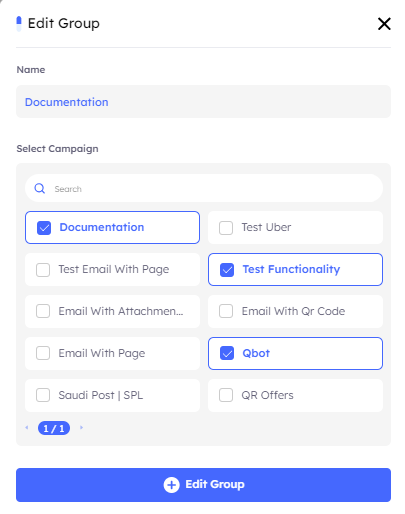 Edit Group
Name
Documentation
Select Campaign
Search
Documentation
Test Uber
Test Email With Page
Test Functionality
Email With Attachmen...
Email With Qr Code
Email With Page
Qbot
Saudi Post | SPL
QR Offers
1 / 1
Edit Group